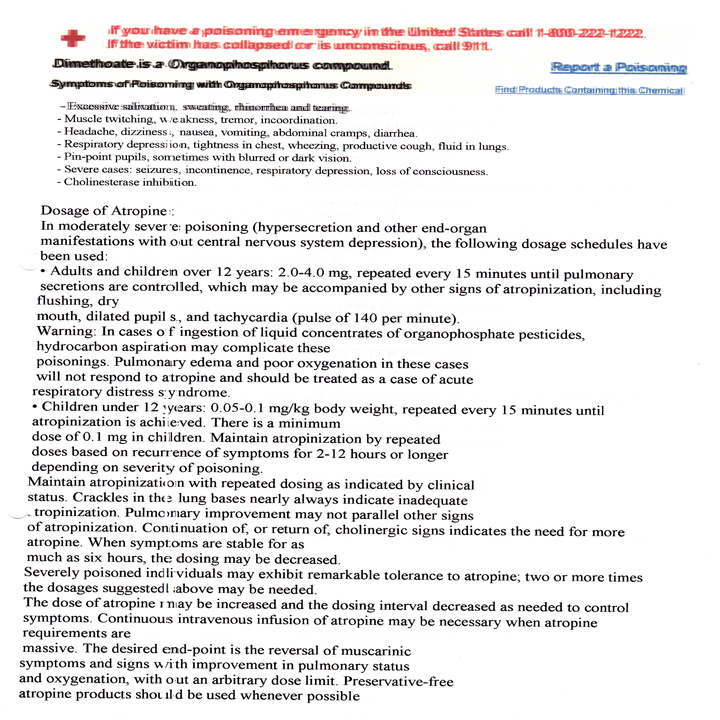 If you have a poisoning emergency in the United States call 1-800-222-1222.
If the victim has collapsed or is unconscious, call 911.
Dimethoate is a Organophosphorus compound.
Report a Poisoning
Symptoms of Poisoning with Organophosphorus Compounds
Find Products Containing this Chemical
- Excessive salivation, sweating, rhinorrhea and tearing.
- Muscle twitching, weakness, tremor, incoordination.
- Headache, dizziness, nausea, vomiting, abdominal cramps, diarrhea.
- Respiratory depression, tightness in chest, wheezing, productive cough, fluid in lungs.
- Pin-point pupils, sometimes with blurred or dark vision.
- Severe cases: seizures, incontinence, respiratory depression, loss of consciousness.
- Cholinesterase inhibition.
Dosage of Atropine:
In moderately severe poisoning (hypersecretion and other end-organ
manifestations without central nervous system depression), the following dosage schedules have
been used:
• Adults and children over 12 years: 2.0-4.0 mg, repeated every 15 minutes until pulmonary
secretions are controlled, which may be accompanied by other signs of atropinization, including
flushing, dry
mouth, dilated pupils, and tachycardia (pulse of 140 per minute).
Warning: In cases of ingestion of liquid concentrates of organophosphate pesticides,
hydrocarbon aspiration may complicate these
poisonings. Pulmonary edema and poor oxygenation in these cases
will not respond to atropine and should be treated as a case of acute
respiratory distress syndrome.
• Children under 12 years: 0.05-0.1 mg/kg body weight, repeated every 15 minutes until
atropinization is achieved. There is a minimum
dose of 0.1 mg in children. Maintain atropinization by repeated
doses based on recurrence of symptoms for 2-12 hours or longer
depending on severity of poisoning.
Maintain atropinization with repeated dosing as indicated by clinical
status. Crackles in the lung bases nearly always indicate inadequate
tropinization. Pulmonary improvement may not parallel other signs
of atropinization. Continuation of, or return of, cholinergic signs indicates the need for more
atropine. When symptoms are stable for as
much as six hours, the dosing may be decreased.
Severely poisoned individuals may exhibit remarkable tolerance to atropine; two or more times
the dosages suggested above may be needed.
The dose of atropine may be increased and the dosing interval decreased as needed to control
symptoms. Continuous intravenous infusion of atropine may be necessary when atropine
requirements are
massive. The desired end-point is the reversal of muscarinic
symptoms and signs with improvement in pulmonary status
and oxygenation, without an arbitrary dose limit. Preservative-free
atropine products should be used whenever possible